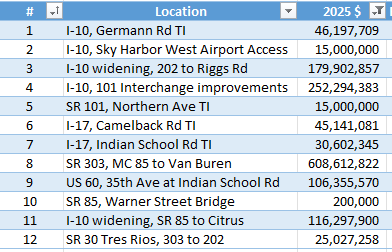 # Location 2025 $
1 I-10, Germann Rd TI 46,197,709
2 I-10, Sky Harbor West Airport Access 15,000,000
3 I-10 widening, 202 to Riggs Rd 179,902,857
4 I-10, 101 Interchange improvements 252,294,383
5 SR 101, Northern Ave TI 15,000,000
6 I-17, Camelback Rd TI 45,141,081
7 I-17, Indian School Rd TI 30,602,345
8 SR 303, MC 85 to Van Buren 608,612,822
9 US 60, 35th Ave at Indian School Rd 106,355,570
10 SR 85, Warner Street Bridge 200,000
11 I-10 widening, SR 85 to Citrus 116,297,900
12 SR 30 Tres Rios, 303 to 202 25,027,258